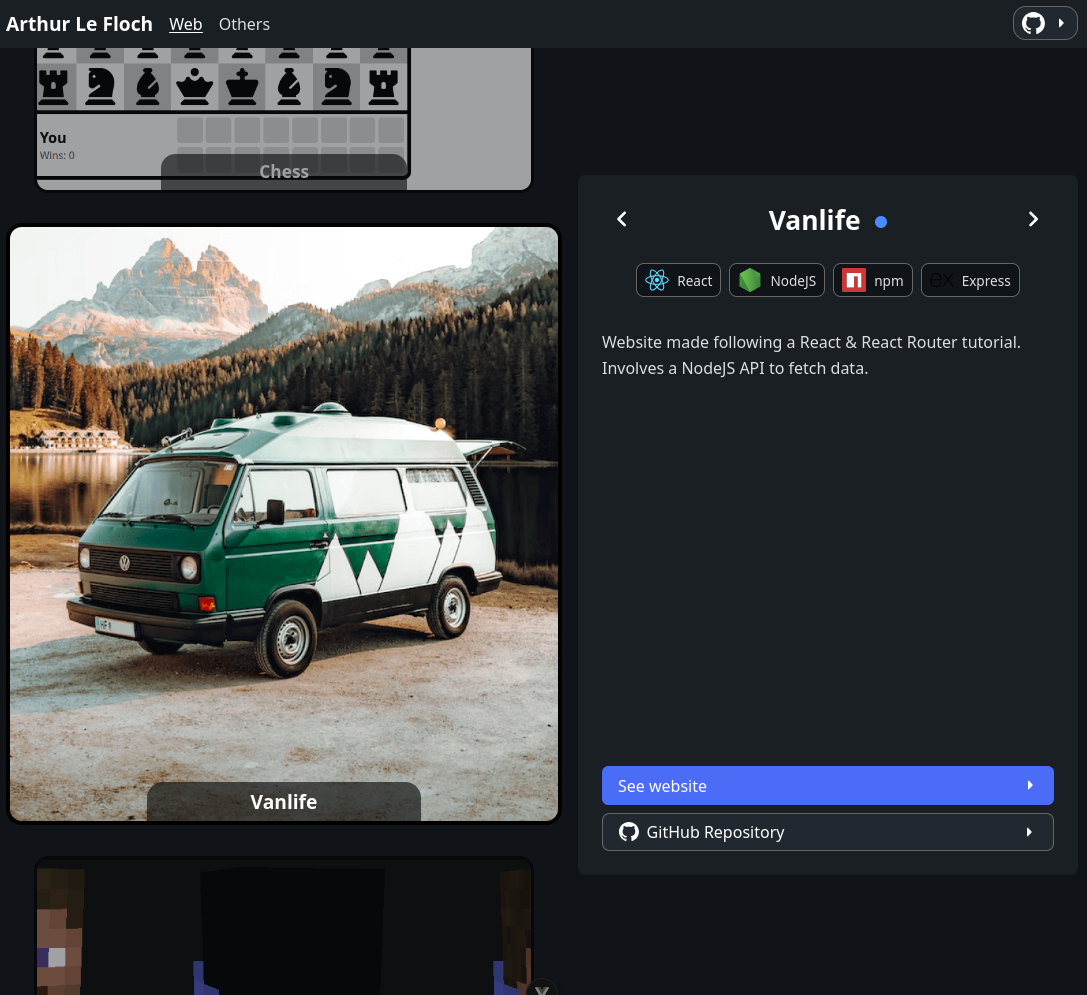 Arthur Le Floch
Web
Others
You
Wins: 0
Chess
Vanlife
Vanlife
React
NodeJS
npm
ex
Express
Website made following a React & React Router tutorial.
Involves a NodeJS API to fetch data.
See website
GitHub Repository